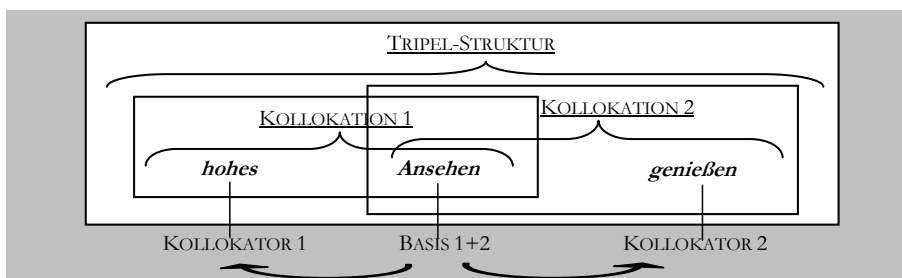 TRIPEL-STRUKTUR
KOLLOKATION 1 KOLLOKATION 2
hohes Ansehen genießen
KOLLOKATOR 1 BASIS 1+2 KOLLOKATOR 2